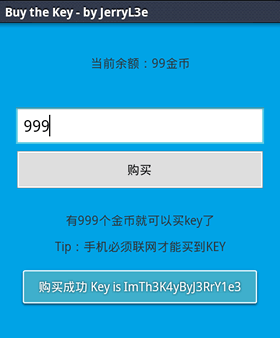 Buy the Key - by JerryL3e
当前余额：99金币
999
购买
有999个金币就可以买key了
Tip：手机必须联网才能买到KEY
购买成功 Key is ImTh3K4yByJ3RrY1e3